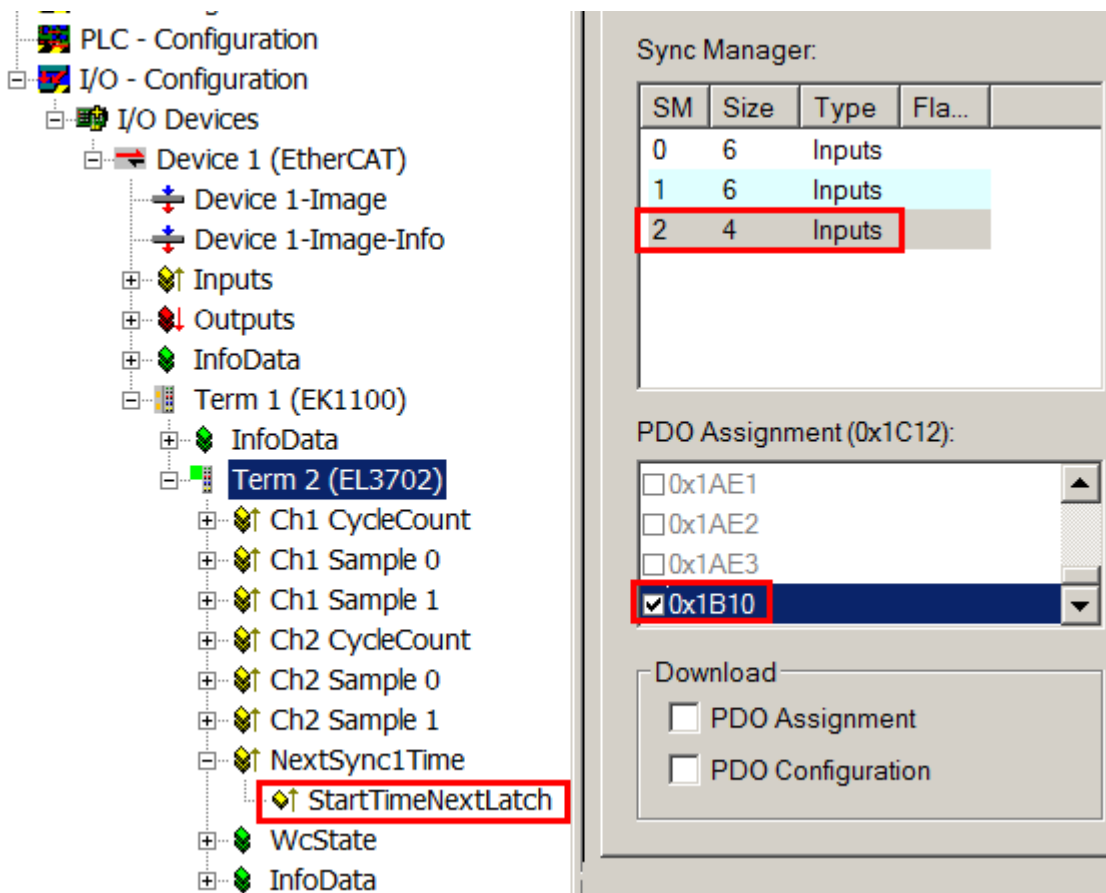 PLC - Configuration
I/O - Configuration
I/O Devices
Device 1 (EtherCAT)
Device 1-Image
Device 1-Image-Info
Inputs
Outputs
InfoData
Term 1 (EK1100)
InfoData
Term 2 (EL3702)
Ch1 CycleCount
Ch1 Sample 0
Ch1 Sample 1
Ch2 CycleCount
Ch2 Sample 0
Ch2 Sample 1
NextSync1Time
StartTimeNextLatch
WcState
InfoData
Sync Manager:
SM Size Type Fla...
0 6 Inputs
1 6 Inputs
2 4 Inputs
PDO Assignment (0x1C12):
0x1AE1
0x1AE2
0x1AE3
0x1B10
Download
PDO Assignment
PDO Configuration